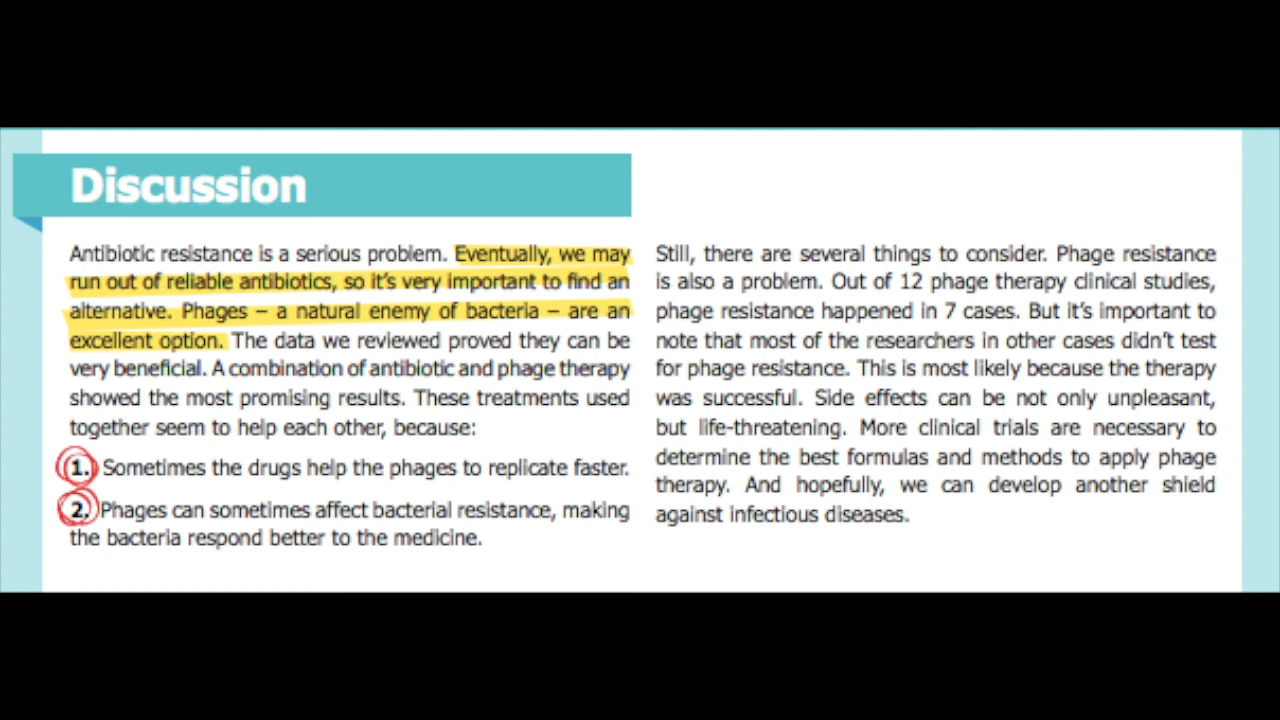 Discussion
Antibiotic resistance is a serious problem. Eventually, we may
run out of reliable antibiotics, so it's very important to find an
alternative. Phages – a natural enemy of bacteria – are an
excellent option. The data we reviewed proved they can be
very beneficial. A combination of antibiotic and phage therapy
showed the most promising results. These treatments used
together seem to help each other, because:
1. Sometimes the drugs help the phages to replicate faster.
2. Phages can sometimes affect bacterial resistance, making
the bacteria respond better to the medicine.
Still, there are several things to consider. Phage resistance
is also a problem. Out of 12 phage therapy clinical studies,
phage resistance happened in 7 cases. But it's important to
note that most of the researchers in other cases didn't test
for phage resistance. This is most likely because the therapy
was successful. Side effects can be not only unpleasant,
but life-threatening. More clinical trials are necessary to
determine the best formulas and methods to apply phage
therapy. And hopefully, we can develop another shield
against infectious diseases.